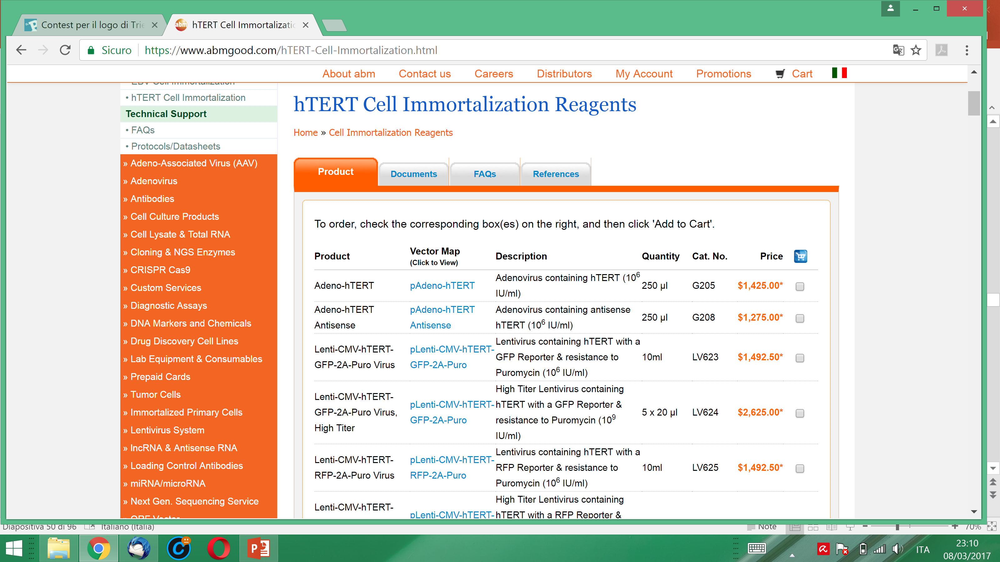 Contest per il logo di Trie
abm
hTERT Cell Immortalizatio
Sicuro
https://www.abmgood.com/hTERT-Cell-Immortalization.html
About abm
Contact us
Careers
Distributors
My Account
Promotions
Cart
EBV Cell Immortalization
• hTERT Cell Immortalization
Technical Support
• FAQs
• Protocols/Datasheets
» Adeno-Associated Virus (AAV)
» Adenovirus
» Antibodies
» Cell Culture Products
» Cell Lysate & Total RNA
» Cloning & NGS Enzymes
» CRISPR Cas9
» Custom Services
» Diagnostic Assays
» DNA Markers and Chemicals
» Drug Discovery Cell Lines
» Lab Equipment & Consumables
» Prepaid Cards
» Tumor Cells
» Immortalized Primary Cells
» Lentivirus System
» lncRNA & Antisense RNA
» Loading Control Antibodies
» miRNA/microRNA
» Next Gen. Sequencing Service
» ORF Vector
hTERT Cell Immortalization Reagents
Home » Cell Immortalization Reagents
Product
Documents
FAQs
References
To order, check the corresponding box(es) on the right, and then click 'Add to Cart'.
Product
Vector Map
(Click to View)
Description
Quantity
Cat. No.
Price
Adeno-hTERT
pAdeno-hTERT
Adenovirus containing hTERT (10⁶
IU/ml)
250 µl
G205
$1,425.00*
Adeno-hTERT
Antisense
pAdeno-hTERT
Antisense
Adenovirus containing antisense
hTERT (10⁶ IU/ml)
250 µl
G208
$1,275.00*
Lenti-CMV-hTERT-
GFP-2A-Puro Virus
pLenti-CMV-hTERT-
GFP-2A-Puro
Lentivirus containing hTERT with a
GFP Reporter & resistance to
Puromycin (10⁶ IU/ml)
10ml
LV623
$1,492.50*
Lenti-CMV-hTERT-
GFP-2A-Puro Virus,
High Titer
pLenti-CMV-hTERT-
GFP-2A-Puro
High Titer Lentivirus containing
hTERT with a GFP Reporter &
resistance to Puromycin (10⁹
IU/ml)
5 x 20 µl
LV624
$2,625.00*
Lenti-CMV-hTERT-
RFP-2A-Puro Virus
pLenti-CMV-hTERT-
RFP-2A-Puro
Lentivirus containing hTERT with a
RFP Reporter & resistance to
Puromycin (10⁶ IU/ml)
10ml
LV625
$1,492.50*
Lenti-CMV-hTERT-
pLenti-CMV-hTERT-
High Titer Lentivirus containing
hTERT with a RFP Reporter &
Diapositiva 50 di 96
Italiano (Italia)
Note
70%
ITA
23:10
08/03/2017